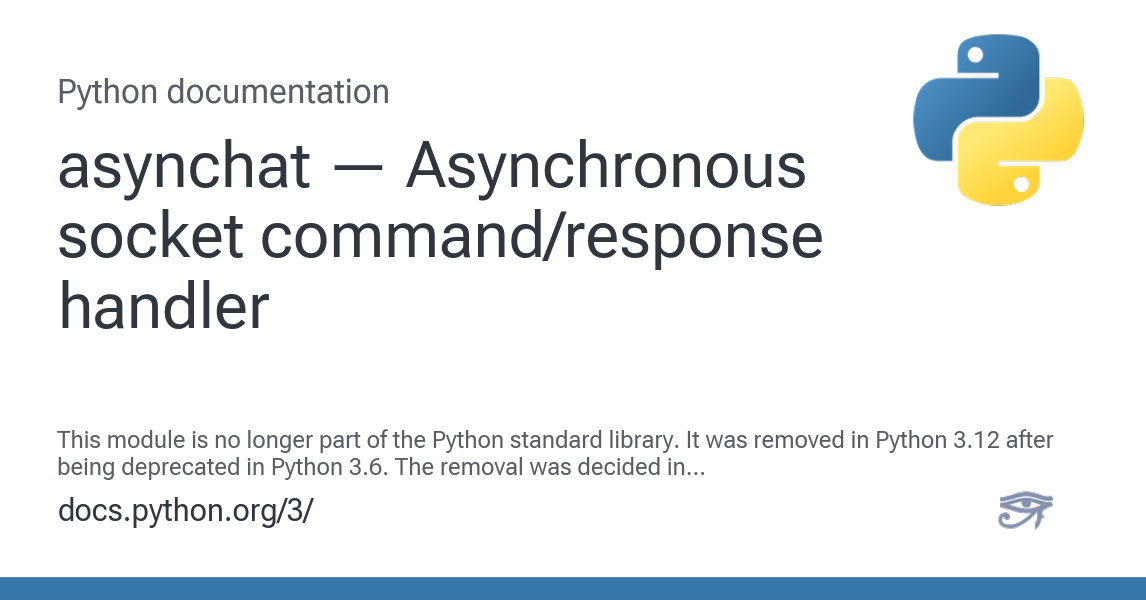 Python documentation
asynchat — Asynchronous
socket command/response
handler
This module is no longer part of the Python standard library. It was removed in Python 3.12 after
being deprecated in Python 3.6. The removal was decided in...
docs.python.org/3/